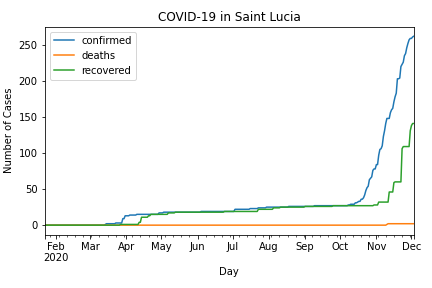 COVID-19 in Saint Lucia
confirmed
deaths
recovered
Number of Cases
250
200
150
100
50
0
Feb Mar Apr May Jun Jul Aug Sep Oct Nov Dec
2020
Day